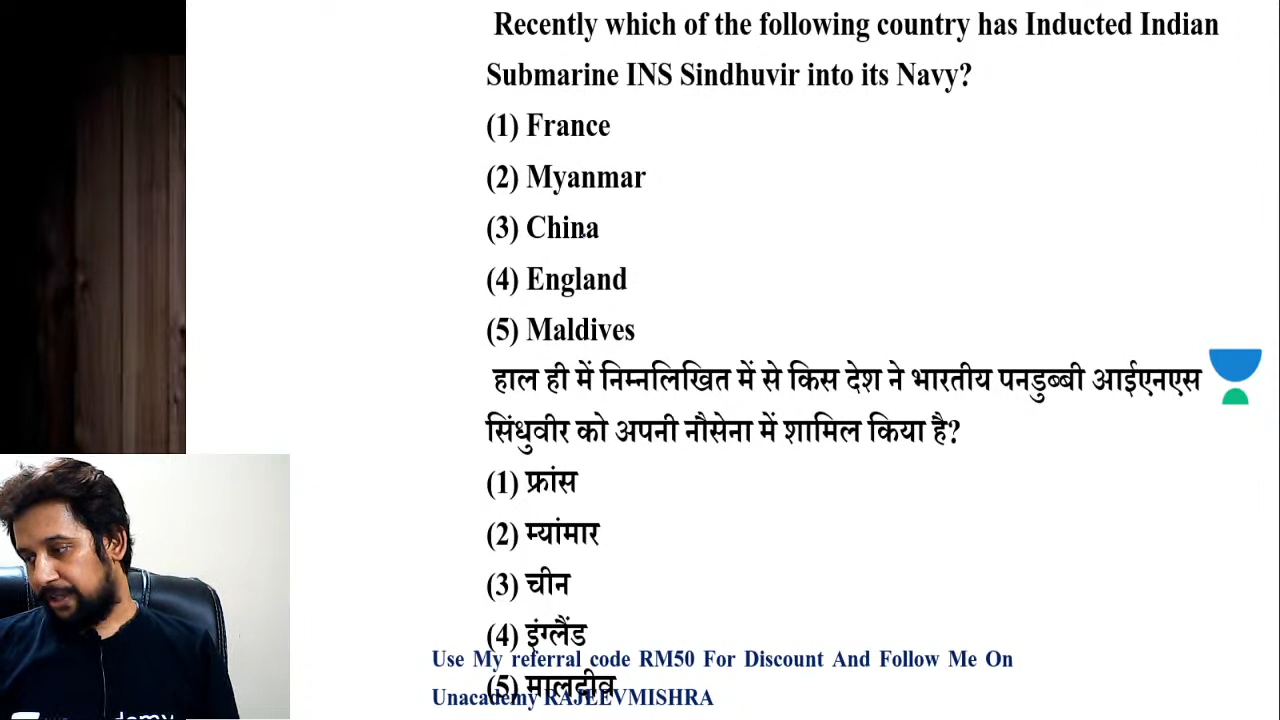 Recently which of the following country has Inducted Indian
Submarine INS Sindhuvir into its Navy?
(1) France
(2) Myanmar
(3) China
(4) England
(5) Maldives
हाल ही में निम्नलिखित में से किस देश ने भारतीय पनडुब्बी आईएनएस
सिंधुवीर को अपनी नौसेना में शामिल किया है?
(1) फ्रांस
(2) म्यांमार
(3) चीन
(4) इंग्लैंड
Use My referral code RM50 For Discount And Follow Me On
(5) मालदीव
Unacademy RAJEEVMISHRA